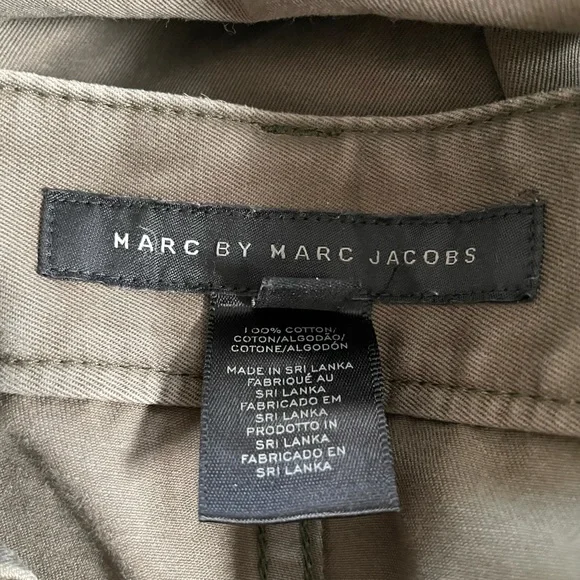 MARC BY MARC JACOBS
100% COTTON/
COTON/ALGODÃO/
COTONE/ALGODÓN
MADE IN
SRI LANKA
FABRIQUÉ AU
SRI LANKA
FABRICADO EM
SRI LANKA
PRODOTTO IN
SRI LANKA
FABRICADO EN
SRI LANKA